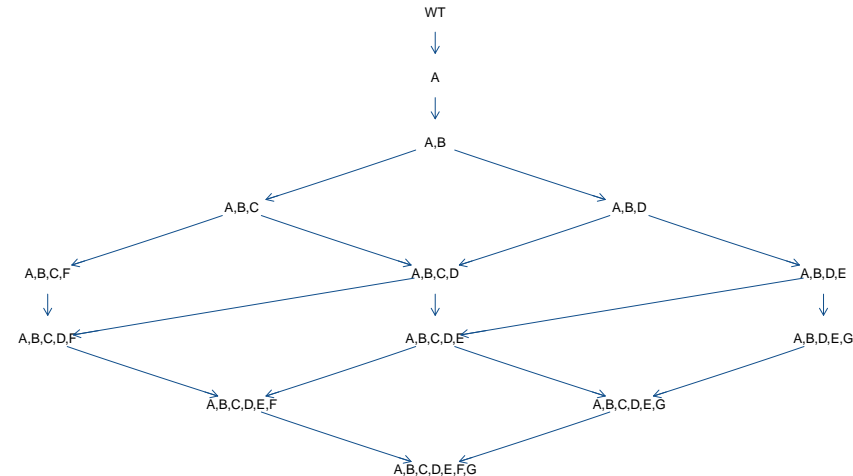 WT
A
A,B
A,B,C
A,B,D
A,B,C,F
A,B,C,D
A,B,D,E
A,B,C,D,F
A,B,C,D,E
A,B,D,E,G
A,B,C,D,E,F
A,B,C,D,E,G
A,B,C,D,E,F,G